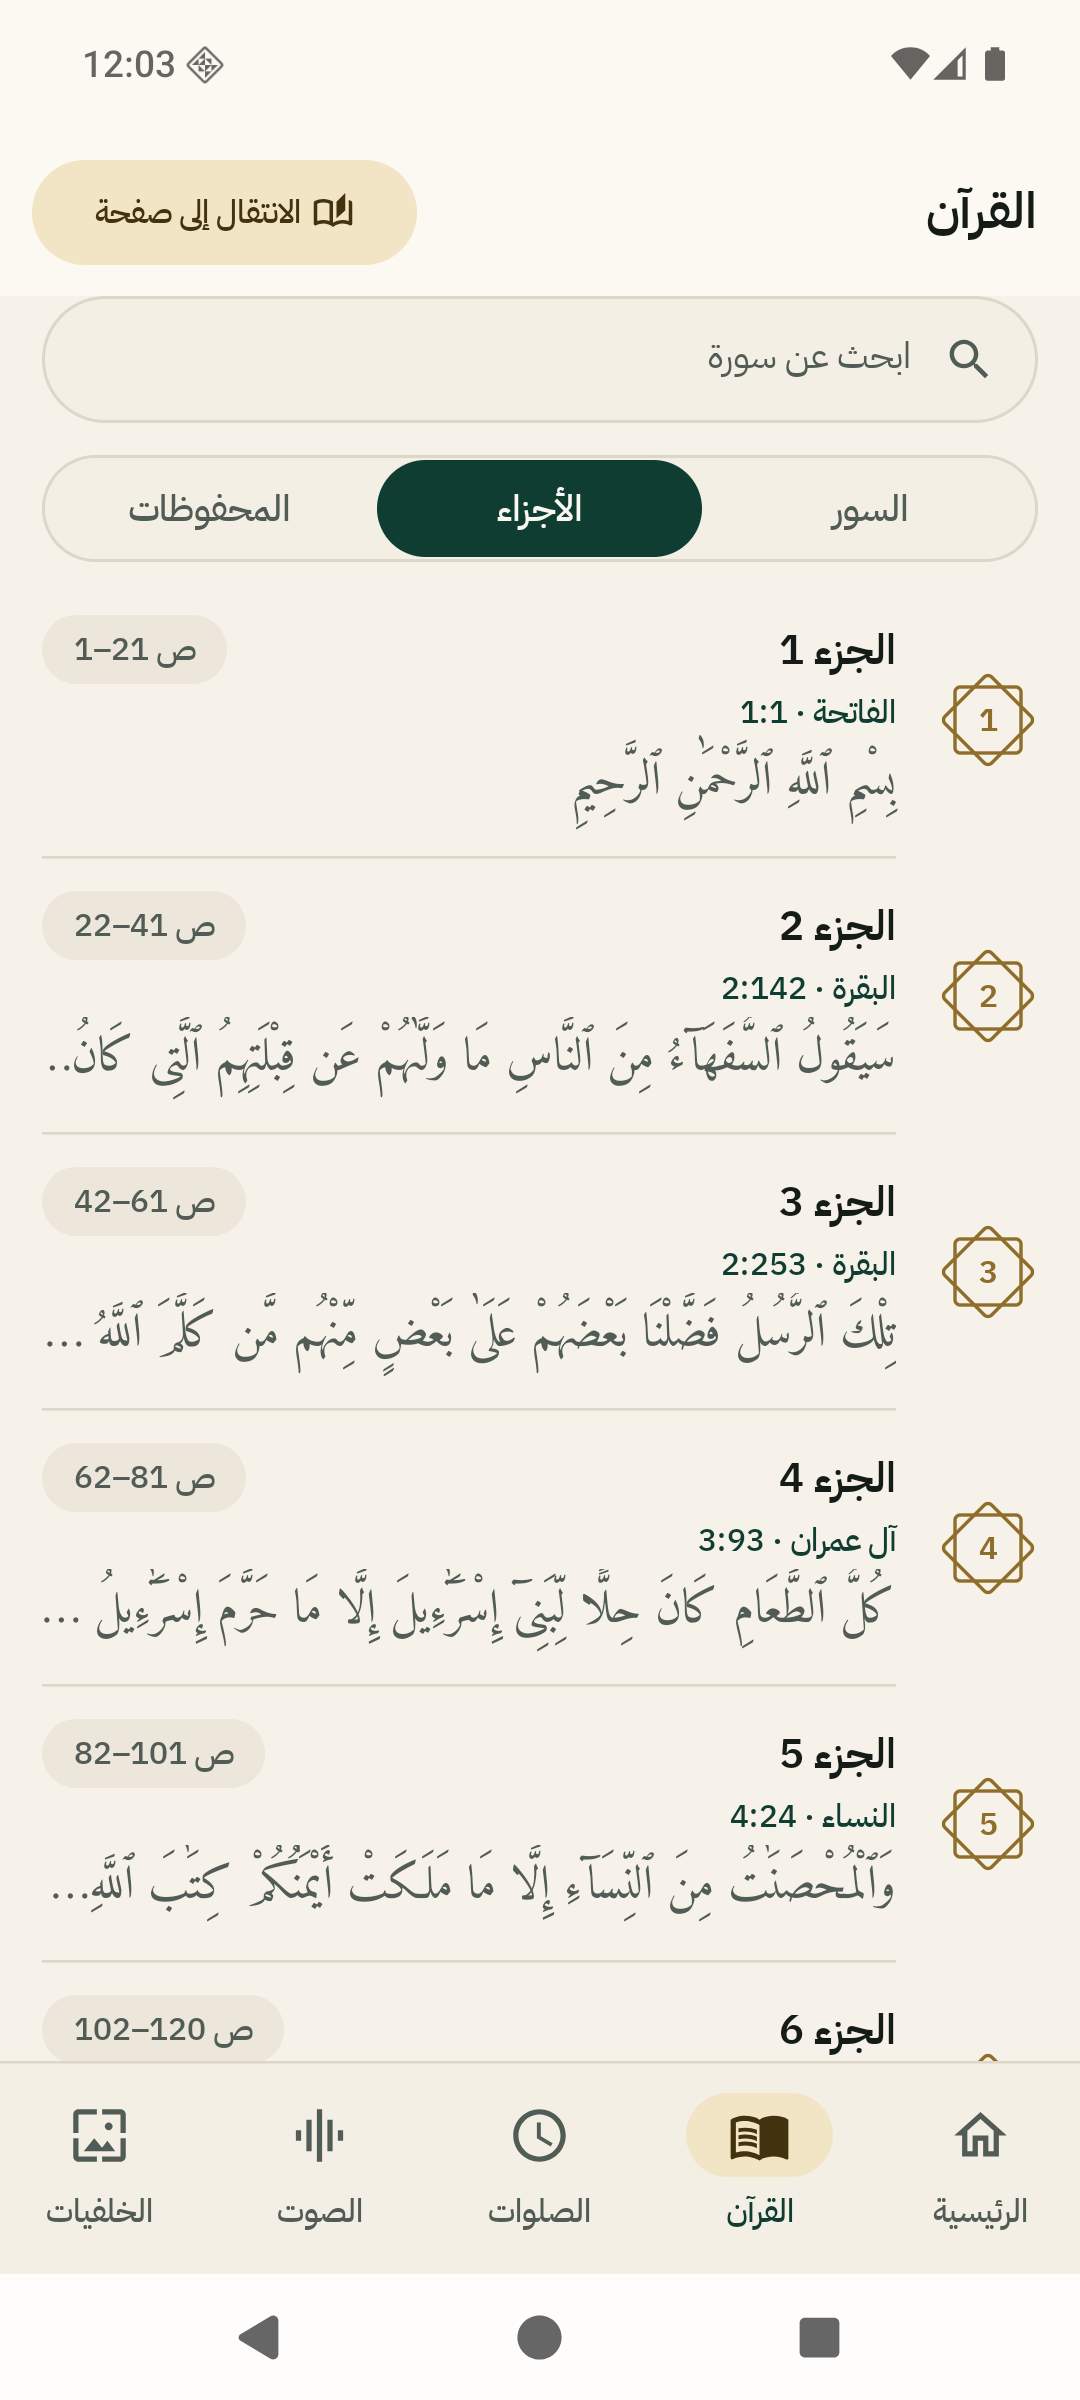 12:03
القرآن
الانتقال إلى صفحة
ابحث عن سورة
السور
الأجزاء
المحفوظات
1
الجزء 1
ص 1–21
الفاتحة · 1:1
بِسْمِ ٱللَّهِ ٱلرَّحْمَٰنِ ٱلرَّحِيمِ
2
الجزء 2
ص 22–41
البقرة · 2:142
سَيَقُولُ ٱلسُّفَهَآءُ مِنَ ٱلنَّاسِ مَا وَلَّىٰهُمْ عَن قِبْلَتِهِمُ ٱلَّتِى كَانُ..
3
الجزء 3
ص 42–61
البقرة · 2:253
تِلْكَ ٱلرُّسُلُ فَضَّلْنَا بَعْضَهُمْ عَلَىٰ بَعْضٍ مِّنْهُم مَّن كَلَّمَ ٱللَّهُ ...
4
الجزء 4
ص 62–81
آل عمران · 3:93
كُلُّ ٱلطَّعَامِ كَانَ حِلًّا لِّبَنِىٓ إِسْرَٰٓءِيلَ إِلَّا مَا حَرَّمَ إِسْرَٰٓءِيلُ ...
5
الجزء 5
ص 82–101
النساء · 4:24
وَٱلْمُحْصَنَٰتُ مِنَ ٱلنِّسَآءِ إِلَّا مَا مَلَكَتْ أَيْمَٰنُكُمْ كِتَٰبَ ٱللَّهِ...
الجزء 6
ص 102–120
الرئيسية
القرآن
الصلوات
الصوت
الخلفيات